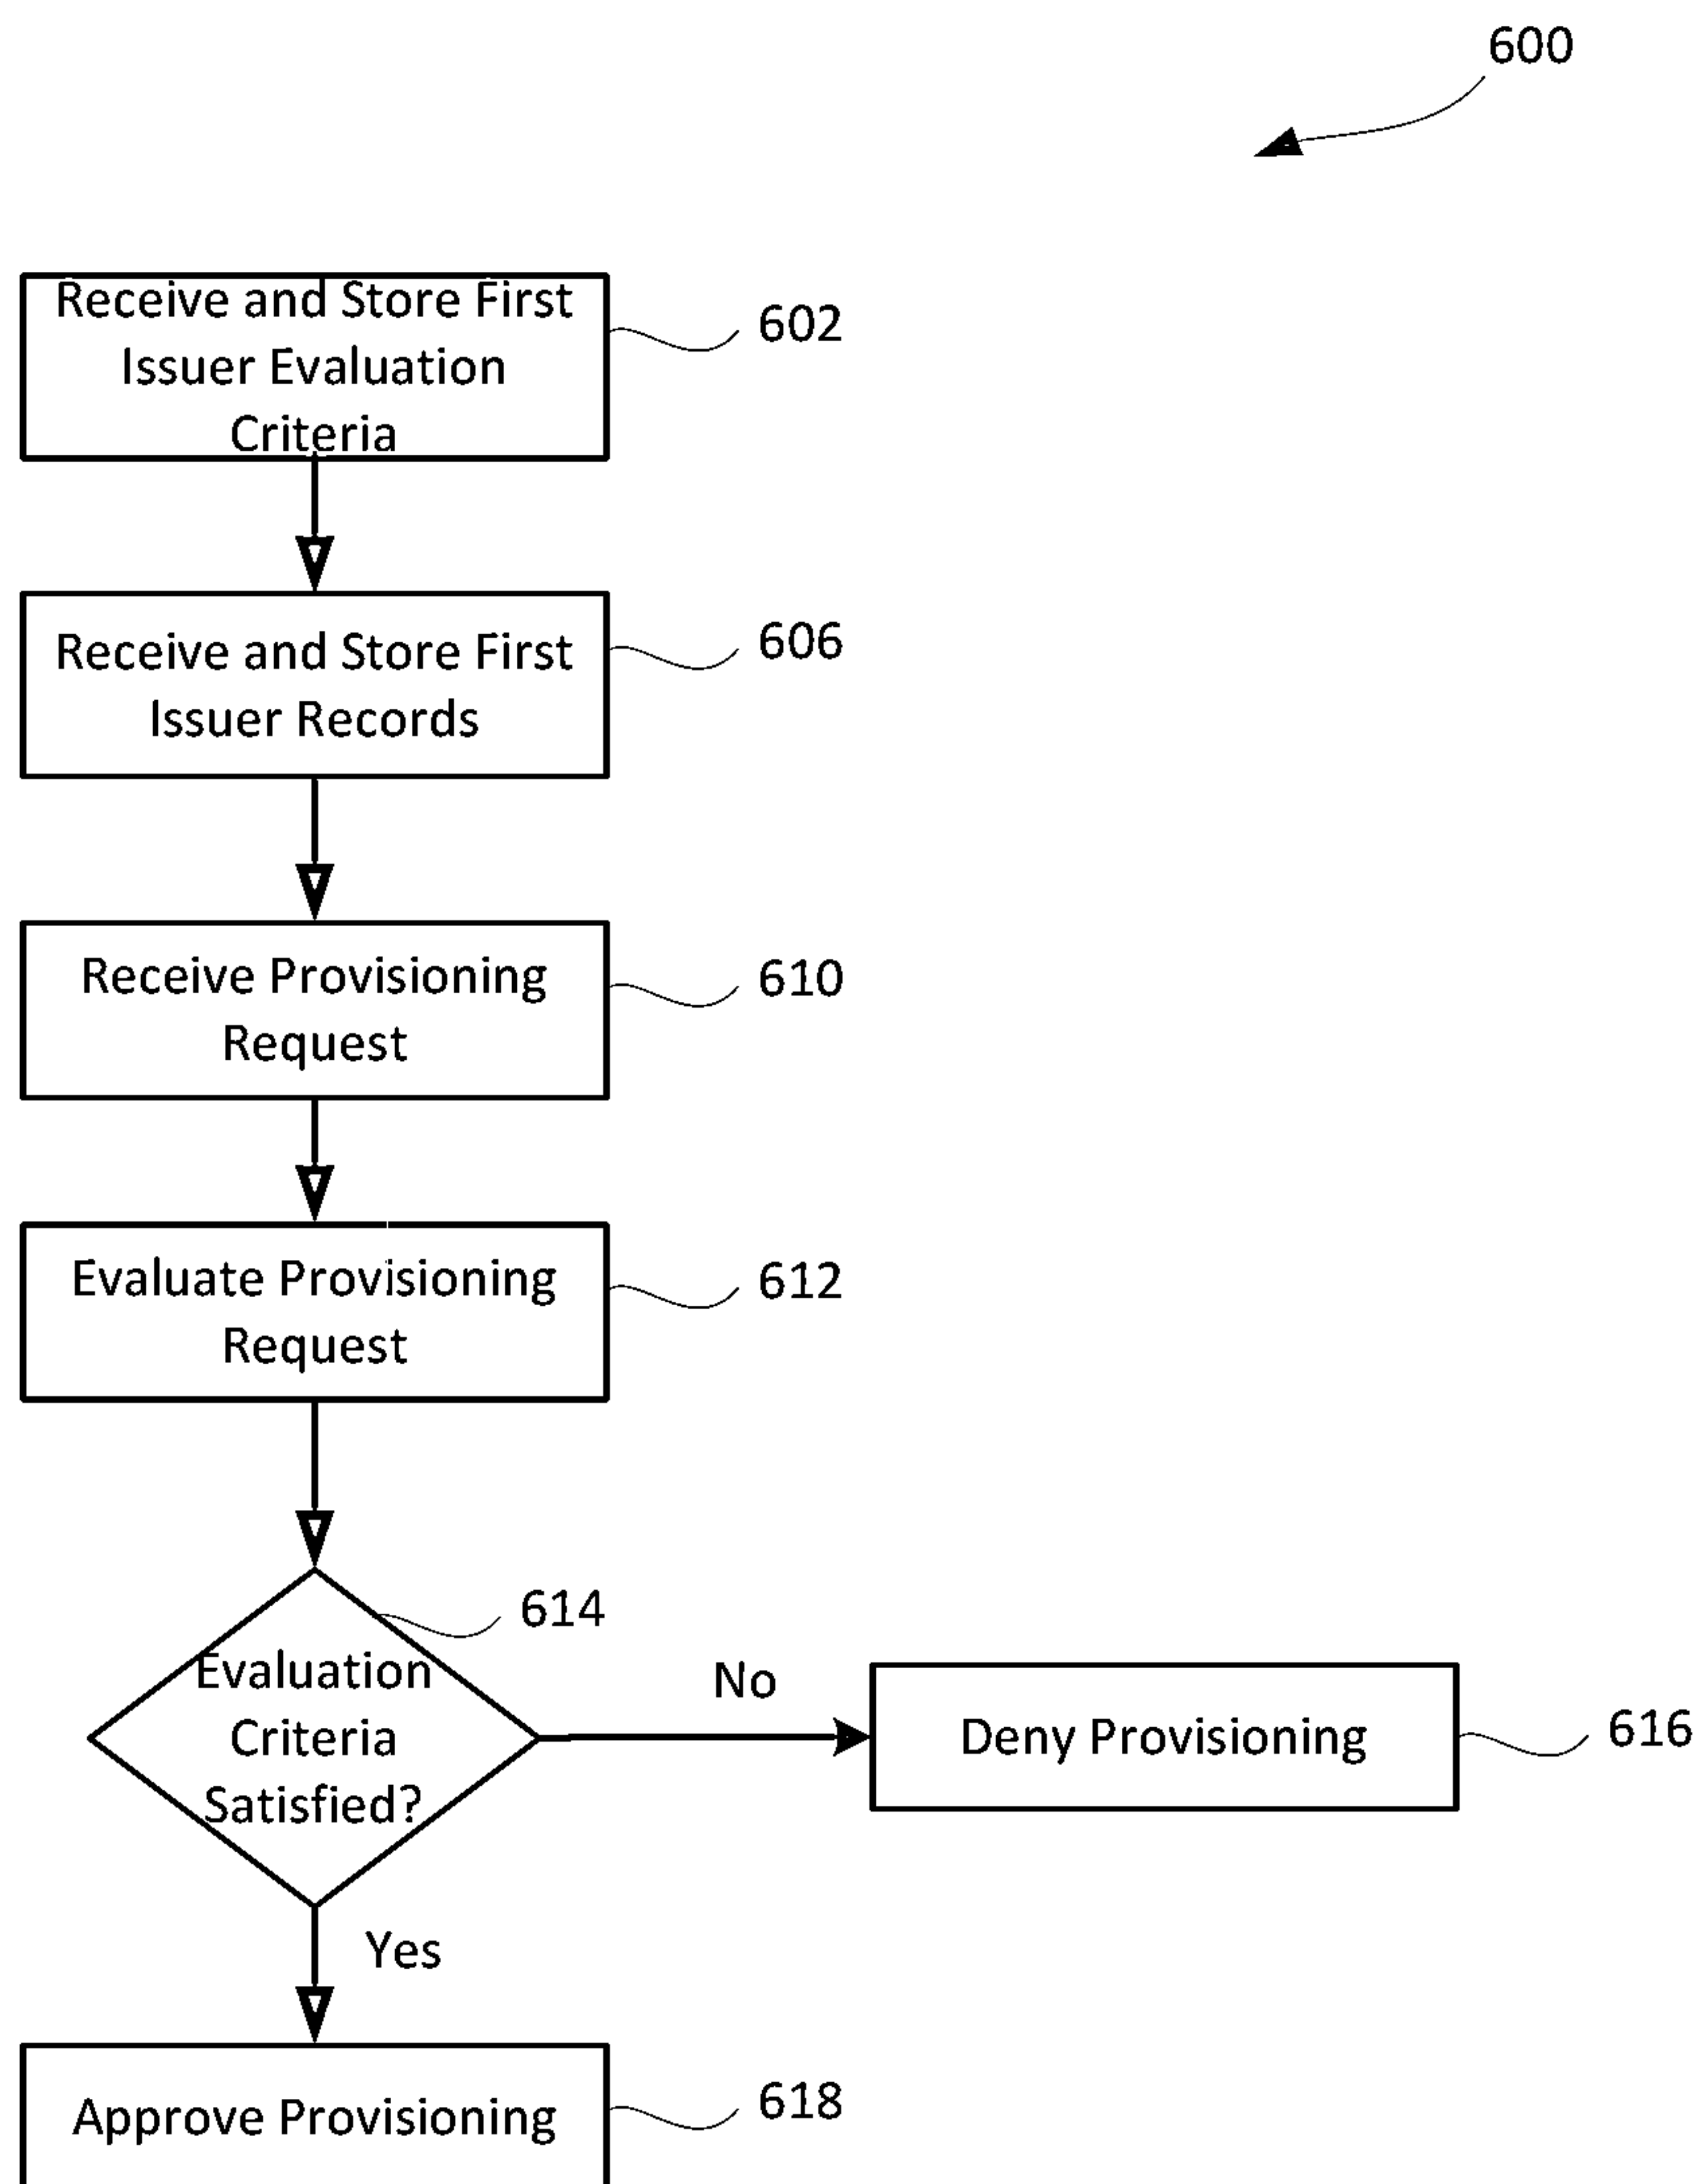 600
Receive and Store First
Issuer Evaluation
Criteria
602
Receive and Store First
Issuer Records
606
Receive Provisioning
Request
610
Evaluate Provisioning
Request
612
614
Evaluation
Criteria
Satisfied?
No
Deny Provisioning
616
Yes
Approve Provisioning
618